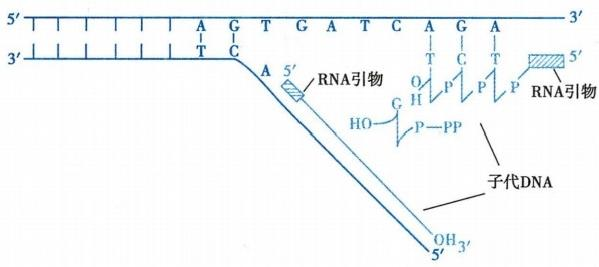 5′ A G T G A T C A G A 3′
3′ T C T C T 5′
A 5′ RNA引物 O P P P RNA引物
H
G
HO P—PP
子代DNA
OH 3′
5′